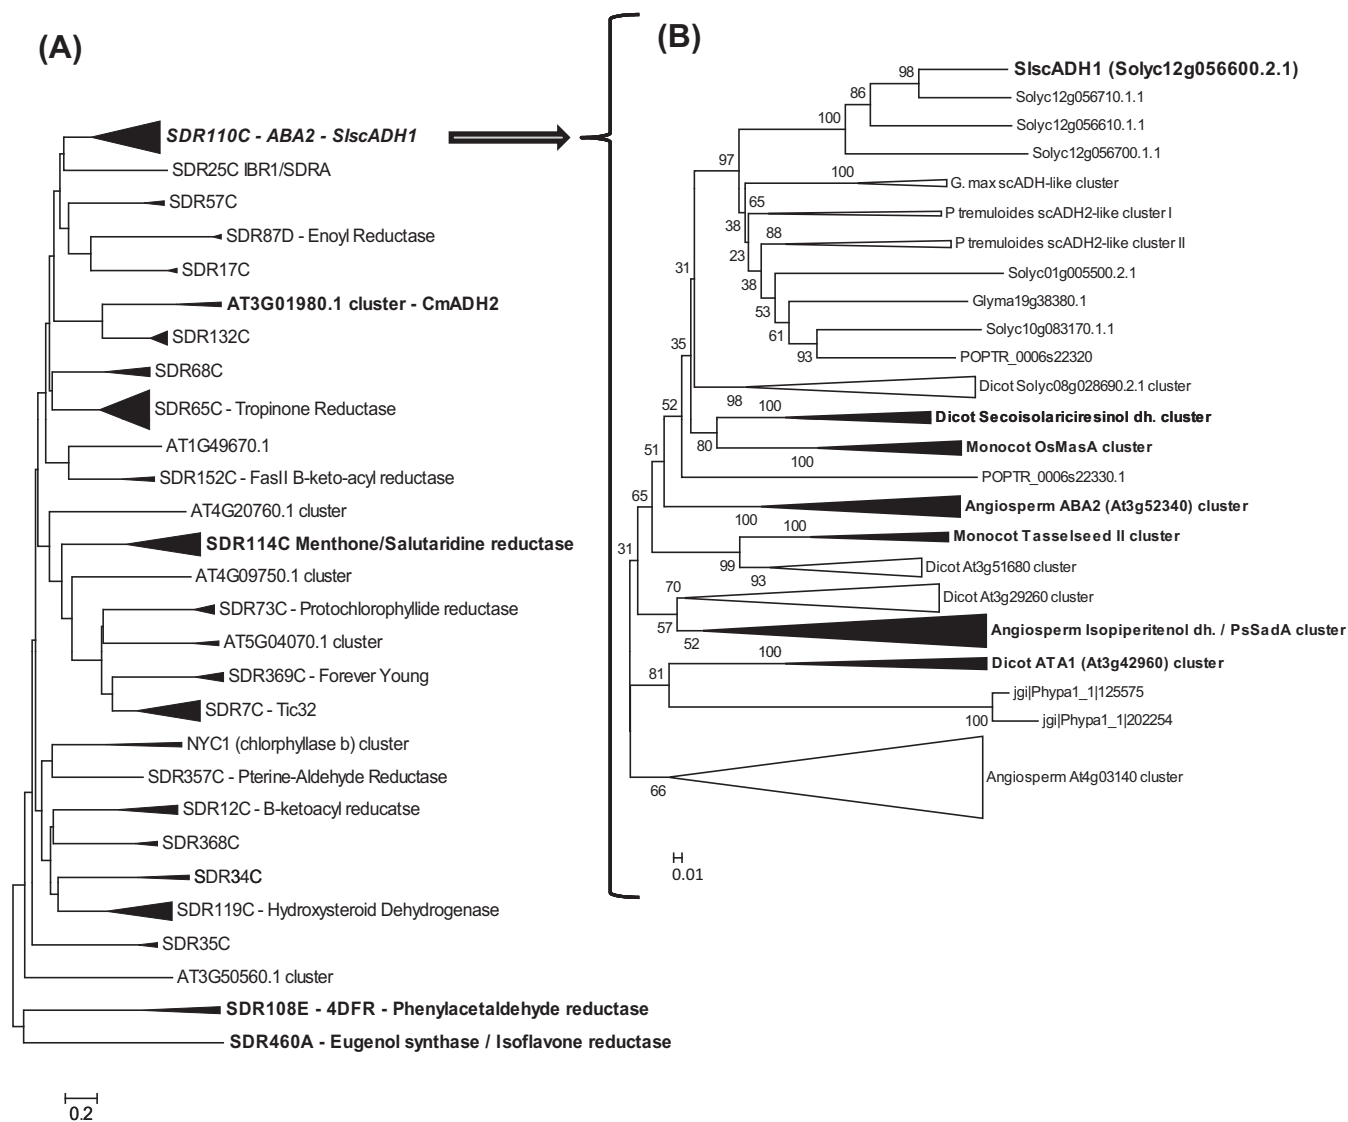 (A)
SDR110C - ABA2 - SlscADH1
SDR25C IBR1/SDRA
SDR57C
SDR87D - Enoyl Reductase
SDR17C
AT3G01980.1 cluster - CmADH2
SDR132C
SDR68C
SDR65C - Tropinone Reductase
AT1G49670.1
SDR152C - FasII B-keto-acyl reductase
AT4G20760.1 cluster
SDR114C Menthone/Salutaridine reductase
AT4G09750.1 cluster
SDR73C - Protochlorophyllide reductase
AT5G04070.1 cluster
SDR369C - Forever Young
SDR7C - Tic32
NYC1 (chlorphyllase b) cluster
SDR357C - Pterine-Aldehyde Reductase
SDR12C - B-ketoacyl reducatse
SDR368C
SDR34C
SDR119C - Hydroxysteroid Dehydrogenase
SDR35C
AT3G50560.1 cluster
SDR108E - 4DFR - Phenylacetaldehyde reductase
SDR460A - Eugenol synthase / Isoflavone reductase
0.2
(B)
98
SlscADH1 (Solyc12g056600.2.1)
86
Solyc12g056710.1.1
100
Solyc12g056610.1.1
Solyc12g056700.1.1
97
100
G. max scADH-like cluster
65
P tremuloides scADH2-like cluster I
38
88
P tremuloides scADH2-like cluster II
23
31
Solyc01g005500.2.1
38
Glyma19g38380.1
53
Solyc10g083170.1.1
61
93
POPTR_0006s22320
35
Dicot Solyc08g028690.2.1 cluster
98
52
100
Dicot Secoisolariciresinol dh. cluster
80
Monocot OsMasA cluster
100
51
POPTR_0006s22330.1
65
Angiosperm ABA2 (At3g52340) cluster
100
100
Monocot Tasselseed II cluster
31
99
Dicot At3g51680 cluster
93
70
Dicot At3g29260 cluster
57
Angiosperm Isopiperitenol dh. / PsSadA cluster
52
100
Dicot ATA1 (At3g42960) cluster
81
jgi|Phypa1_1|125575
100
jgi|Phypa1_1|202254
Angiosperm At4g03140 cluster
66
0.01